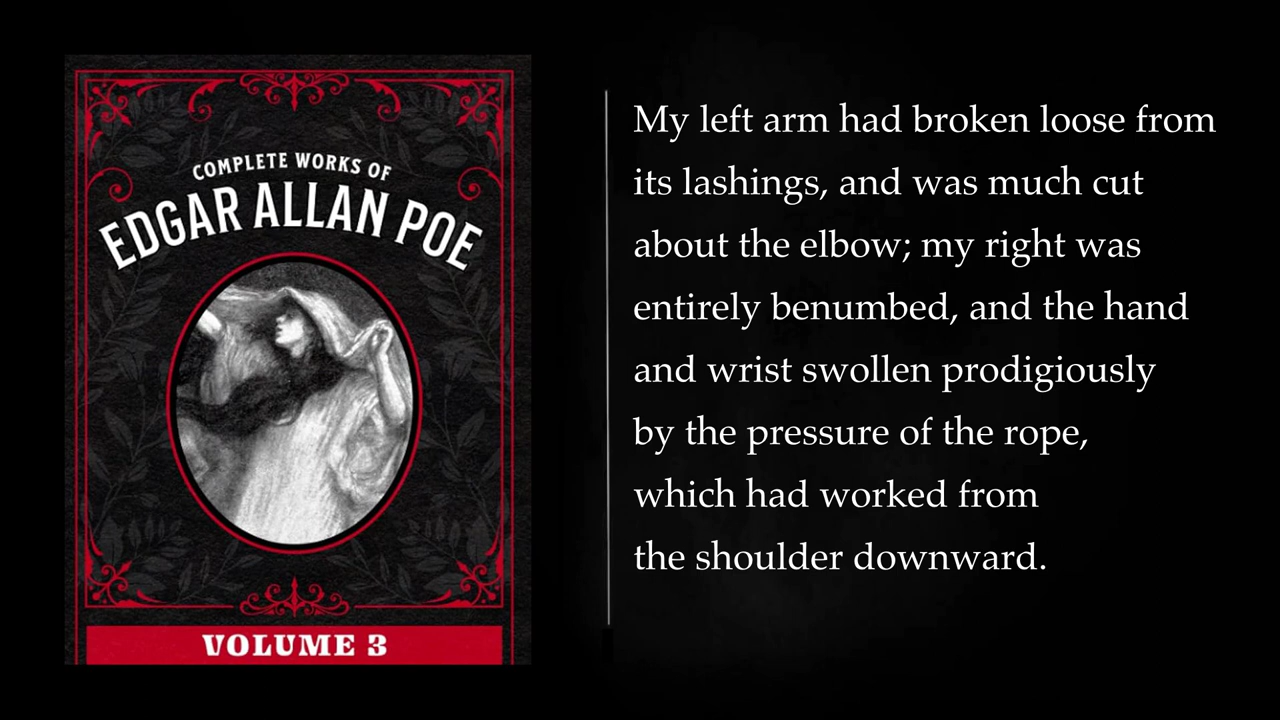 COMPLETE WORKS OF
EDGAR ALLAN POE
VOLUME 3
My left arm had broken loose from
its lashings, and was much cut
about the elbow; my right was
entirely benumbed, and the hand
and wrist swollen prodigiously
by the pressure of the rope,
which had worked from
the shoulder downward.